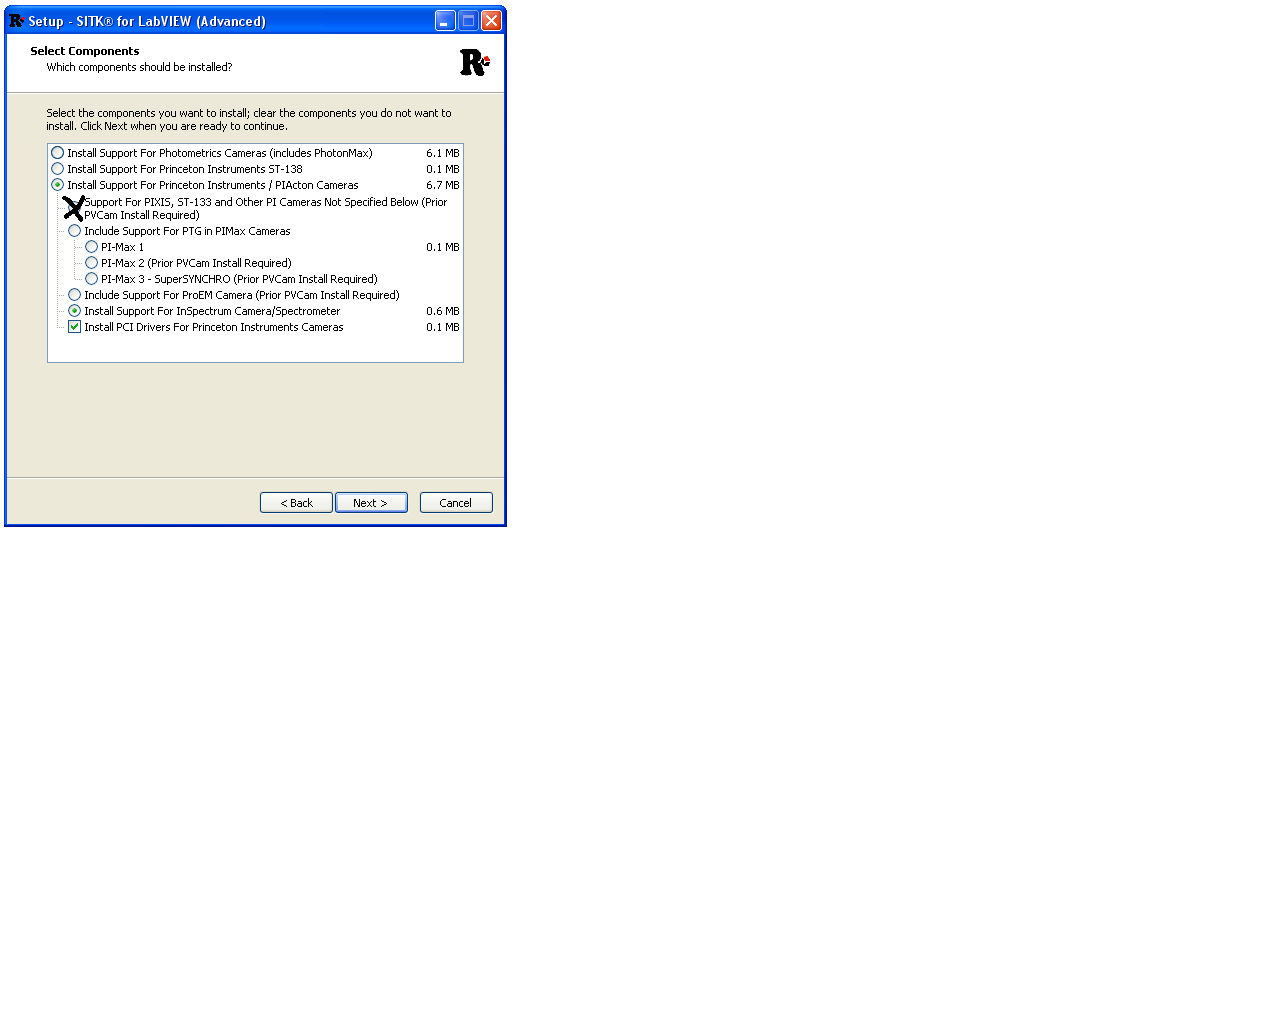 Setup - SITK® for LabVIEW (Advanced)
Select Components
Which components should be installed?
R
Select the components you want to install; clear the components you do not want to
install. Click Next when you are ready to continue.
Install Support For Photometrics Cameras (includes PhotonMax) 6.1 MB
Install Support For Princeton Instruments ST-138 0.1 MB
Install Support For Princeton Instruments / PIActon Cameras 6.7 MB
Support For PIXIS, ST-133 and Other PI Cameras Not Specified Below (Prior
PVCam Install Required)
Include Support For PTG in PIMax Cameras
PI-Max 1 0.1 MB
PI-Max 2 (Prior PVCam Install Required)
PI-Max 3 - SuperSYNCHRO (Prior PVCam Install Required)
Include Support For ProEM Camera (Prior PVCam Install Required)
Install Support For InSpectrum Camera/Spectrometer 0.6 MB
Install PCI Drivers For Princeton Instruments Cameras 0.1 MB
< Back Next > Cancel